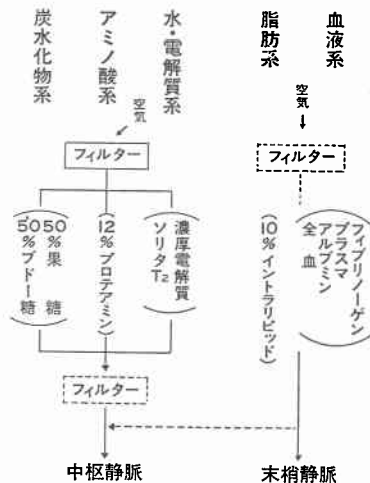 血液系
脂肪系
水・電解質系
アミノ酸系
炭水化物系
空気
空気
フィルター
フィルター
フィブリノーゲン
プラスマ
アルブミン
全血
(10%イントラリピッド)
濃厚電解質
ソリタT2
(12%プロテアミン)
50%果糖
50%ブドー糖
フィルター
中枢静脈
末梢静脈